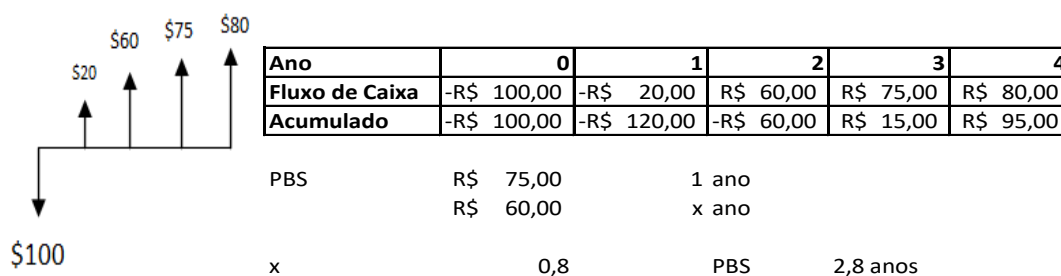 $20 $60 $75 $80
$100
Ano 0 1 2 3 4
Fluxo de Caixa -R$ 100,00 -R$ 20,00 R$ 60,00 R$ 75,00 R$ 80,00
Acumulado -R$ 100,00 -R$ 120,00 -R$ 60,00 R$ 15,00 R$ 95,00
PBS R$ 75,00 1 ano
R$ 60,00 x ano
x 0,8 PBS 2,8 anos